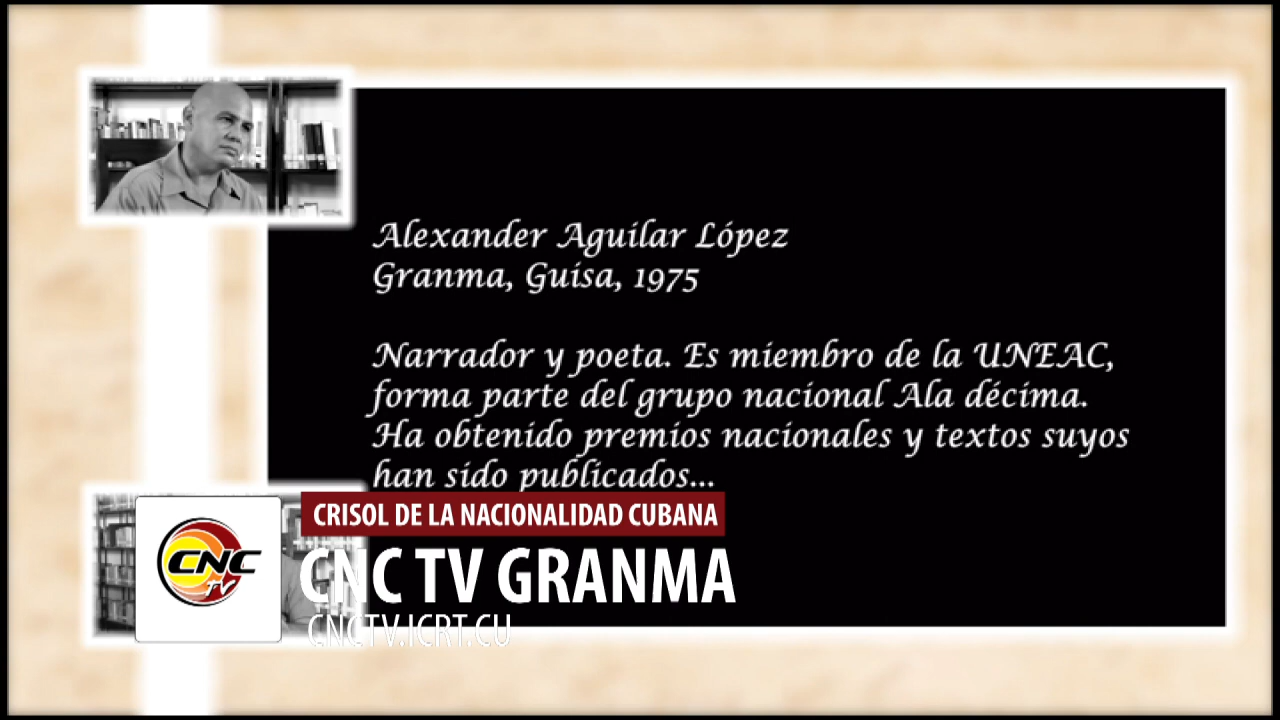 Alexander Aguilar López
Granma, Guisa, 1975
Narrador y poeta. Es miembro de la UNEAC,
forma parte del grupo nacional Ala décima.
Ha obtenido premios nacionales y textos suyos
han sido publicados...
CRISOL DE LA NACIONALIDAD CUBANA
CNC TV GRANMA
CNCTV.ICRT.CU
CNC
TV